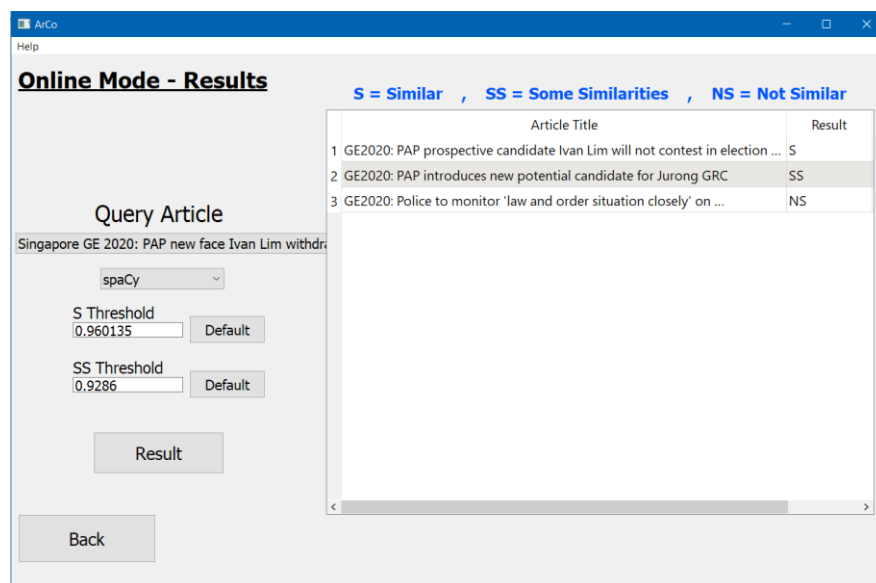 ArCo
Help
Online Mode - Results
S = Similar , SS = Some Similarities , NS = Not Similar
Article Title Result
1 GE2020: PAP prospective candidate Ivan Lim will not contest in election ... S
2 GE2020: PAP introduces new potential candidate for Jurong GRC SS
3 GE2020: Police to monitor 'law and order situation closely' on ... NS
Query Article
Singapore GE 2020: PAP new face Ivan Lim withdra
spaCy
S Threshold
0.960135 Default
SS Threshold
0.9286 Default
Result
Back